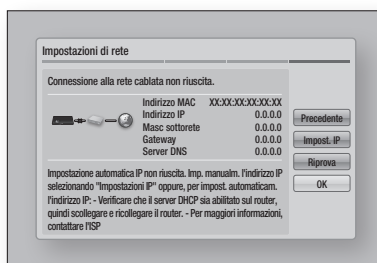 Impostazioni di rete
Connessione alla rete cablata non riuscita.
Indirizzo MAC XX:XX:XX:XX:XX:XX
Indirizzo IP 0.0.0.0
Masc sottorete 0.0.0.0
Gateway 0.0.0.0
Server DNS 0.0.0.0
Impostazione automatica IP non riuscita. Imp. manualm. l'indirizzo IP
selezionando "Impostazioni IP" oppure, per impost. automaticam.
l'indirizzo IP: - Verificare che il server DHCP sia abilitato sul router,
quindi scollegare e ricollegare il router. - Per maggiori informazioni,
contattare l'ISP
Precedente
Impost. IP
Riprova
OK